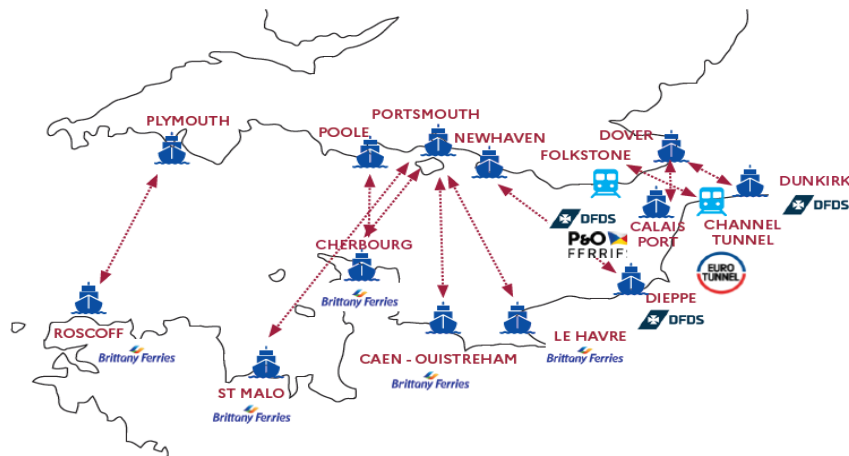 PORTSMOUTH
PLYMOUTH
POOLE
NEWHAVEN
DOVER
FOLKSTONE
DUNKIRK
DFDS
DFDS
CALAIS
PORT
CHANNEL
TUNNEL
P&O
FERRIES
CHERBOURG
EURO
TUNNEL
Brittany Ferries
DIEPPE
DFDS
ROSCOFF
Brittany Ferries
CAEN - OUISTREHAM
LE HAVRE
Brittany Ferries
Brittany Ferries
ST MALO
Brittany Ferries